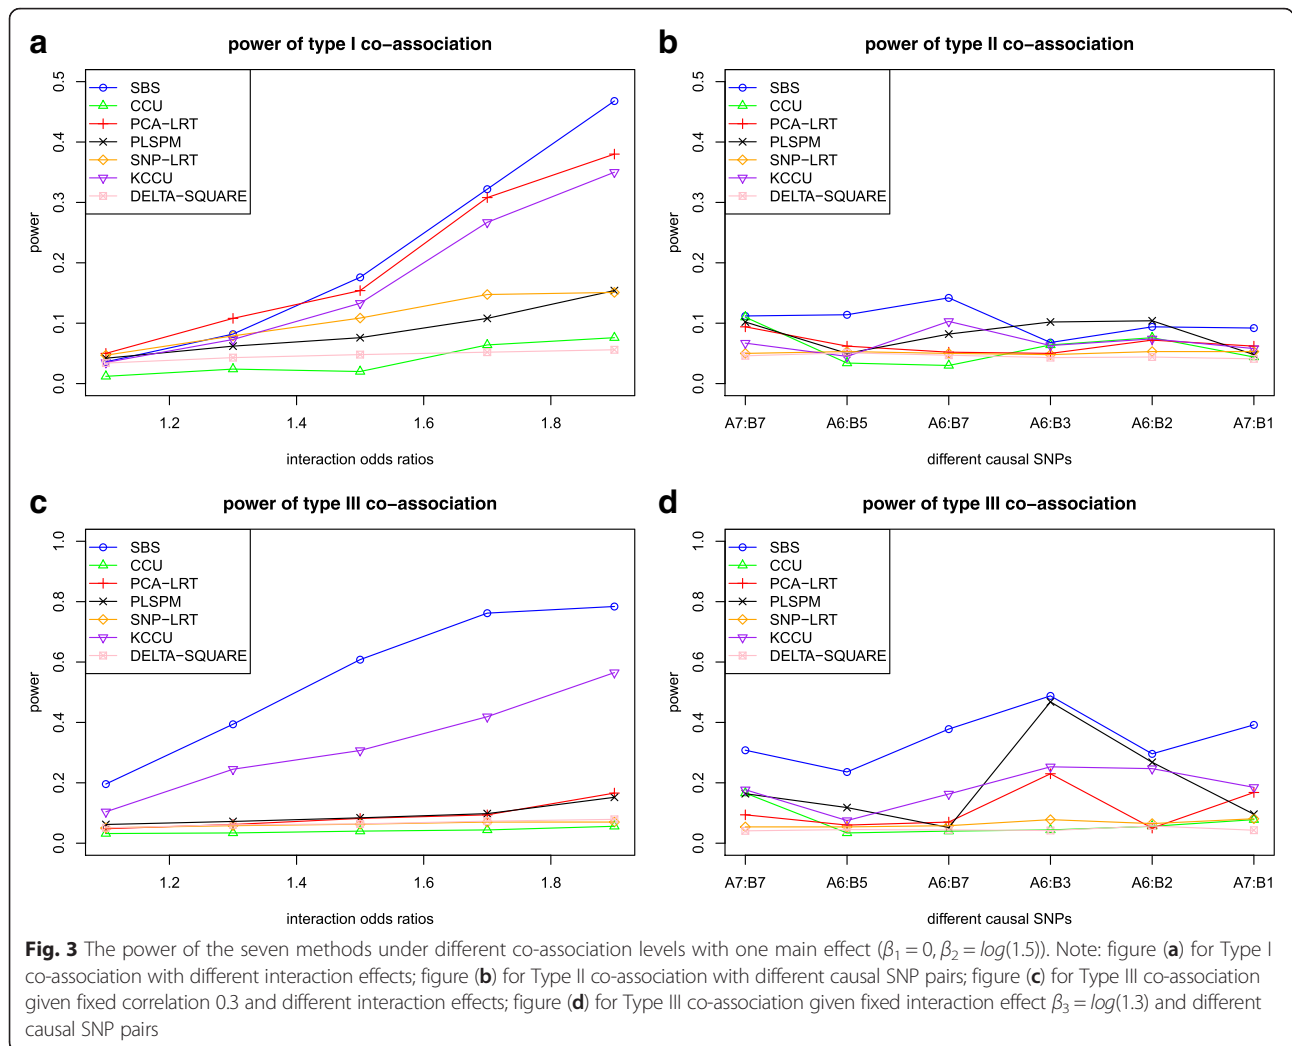 a
power of type I co−association
SBS
CCU
PCA−LRT
PLSPM
SNP−LRT
KCCU
DELTA−SQUARE
power
0.0 0.1 0.2 0.3 0.4 0.5
1.2 1.4 1.6 1.8
interaction odds ratios
b
power of type II co−association
SBS
CCU
PCA−LRT
PLSPM
SNP−LRT
KCCU
DELTA−SQUARE
power
0.0 0.1 0.2 0.3 0.4 0.5
A7:B7 A6:B5 A6:B7 A6:B3 A6:B2 A7:B1
different causal SNPs
c
power of type III co−association
SBS
CCU
PCA−LRT
PLSPM
SNP−LRT
KCCU
DELTA−SQUARE
power
0.0 0.2 0.4 0.6 0.8 1.0
1.2 1.4 1.6 1.8
interaction odds ratios
d
power of type III co−association
SBS
CCU
PCA−LRT
PLSPM
SNP−LRT
KCCU
DELTA−SQUARE
power
0.0 0.2 0.4 0.6 0.8 1.0
A7:B7 A6:B5 A6:B7 A6:B3 A6:B2 A7:B1
different causal SNPs
Fig. 3 The power of the seven methods under different co-association levels with one main effect (β₁ = 0, β₂ = log(1.5)). Note: figure (a) for Type I
co-association with different interaction effects; figure (b) for Type II co-association with different causal SNP pairs; figure (c) for Type III co-association
given fixed correlation 0.3 and different interaction effects; figure (d) for Type III co-association given fixed interaction effect β₃ = log(1.3) and different
causal SNP pairs